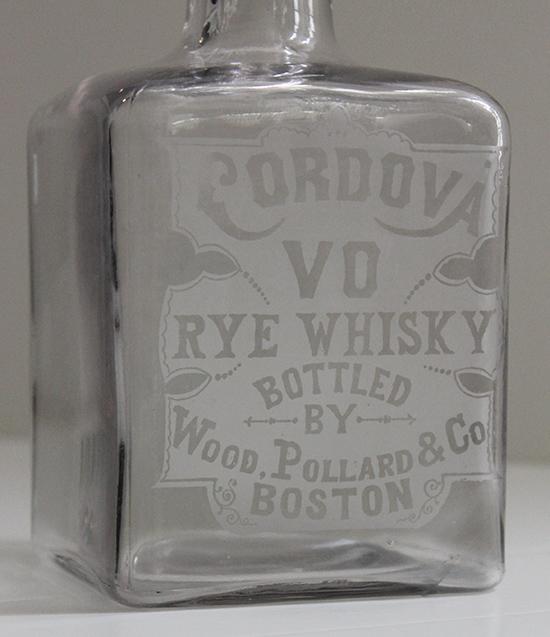 CORDOVA
VO
RYE WHISKY
BOTTLED
BY
WOOD, POLLARD & CO
BOSTON